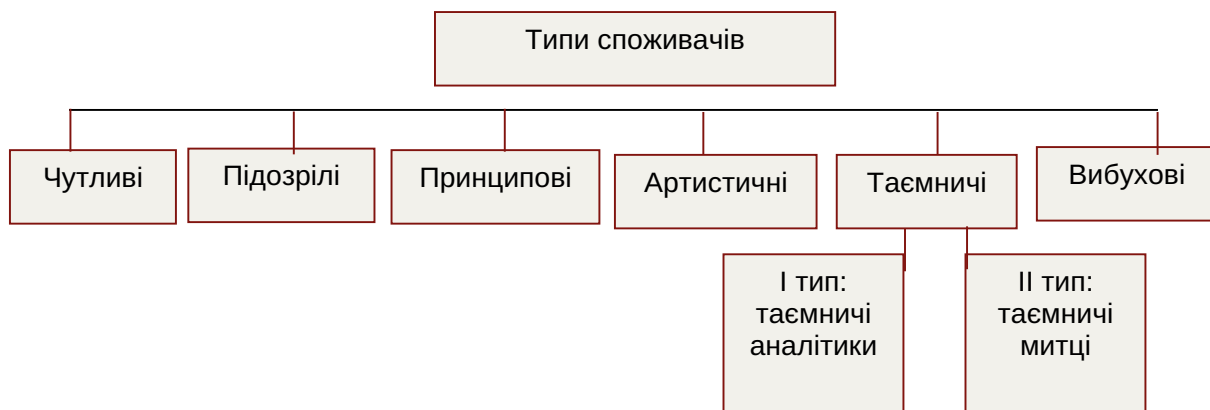 Типи споживачів
Чутливі
Підозрілі
Принципові
Артистичні
Таємничі
Вибухові
І тип:
таємничі
аналітики
ІІ тип:
таємничі
митці